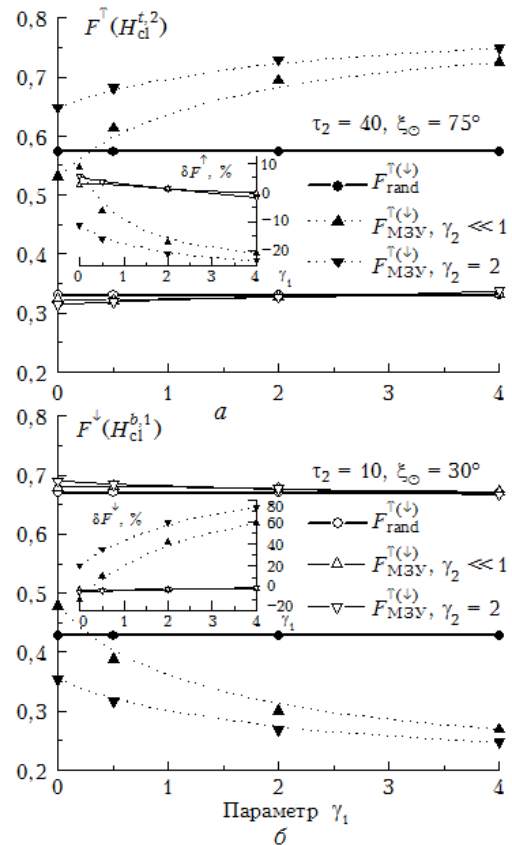 0,8
F↑(H_cl^{t,2})
0,7
0,6
τ₂ = 40, ξ⊙ = 75°
0,5
δF↑, %
10
0
−10
−20
0 1 2 3 4 γ₁
F_rand^{↑(↓)}
F_МЗУ^{↑(↓)}, γ₂ ≪ 1
F_МЗУ^{↑(↓)}, γ₂ = 2
0,4
0,3
0,2
0 1 2 3 4
а
0,8
F↓(H_cl^{b,1})
0,7
τ₂ = 10, ξ⊙ = 30°
0,6
δF↓, %
80
60
40
20
0
−20
0 1 2 3 4 γ₁
F_rand^{↑(↓)}
F_МЗУ^{↑(↓)}, γ₂ ≪ 1
F_МЗУ^{↑(↓)}, γ₂ = 2
0,5
0,4
0,3
0,2
0 1 2 3 4
Параметр γ₁
б